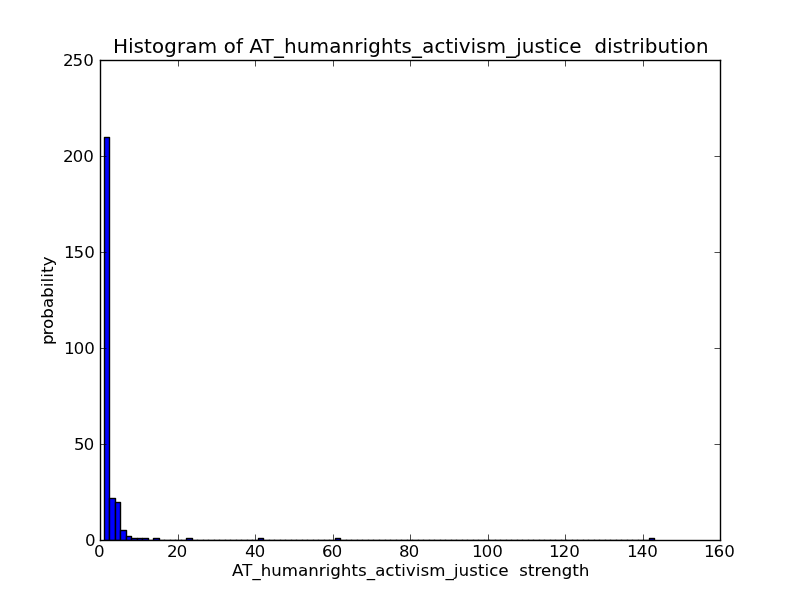 Histogram of AT_humanrights_activism_justice  distribution
250
200
150
100
50
0
probability
0 20 40 60 80 100 120 140 160
AT_humanrights_activism_justice  strength